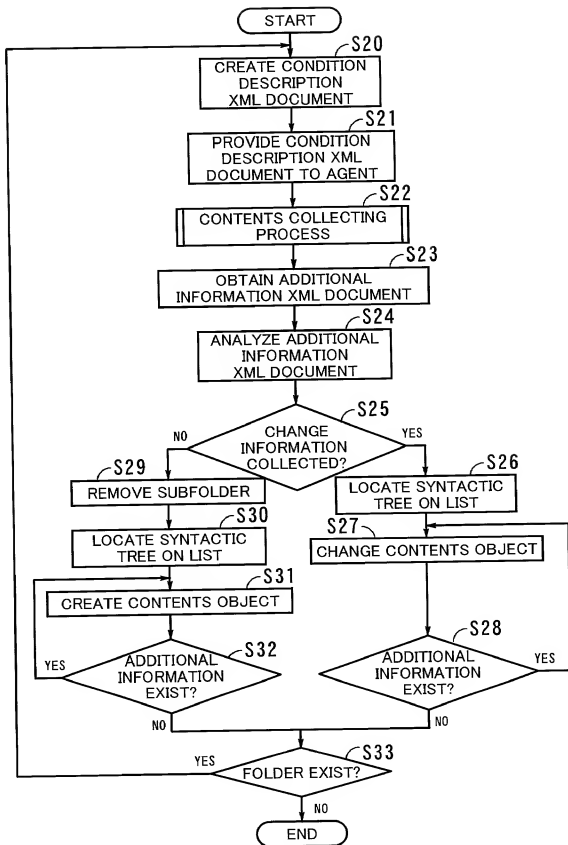 START
S20
CREATE CONDITION
DESCRIPTION
XML DOCUMENT
S21
PROVIDE CONDITION
DESCRIPTION XML
DOCUMENT TO AGENT
S22
CONTENTS COLLECTING
PROCESS
S23
OBTAIN ADDITIONAL
INFORMATION XML DOCUMENT
S24
ANALYZE ADDITIONAL
INFORMATION
XML DOCUMENT
S25
NO
YES
CHANGE
INFORMATION
COLLECTED?
S29
REMOVE SUBFOLDER
S30
LOCATE SYNTACTIC
TREE ON LIST
S31
CREATE CONTENTS OBJECT
S32
YES
ADDITIONAL
INFORMATION
EXIST?
NO
S26
LOCATE SYNTACTIC
TREE ON LIST
S27
CHANGE CONTENTS OBJECT
S28
ADDITIONAL
INFORMATION
EXIST?
YES
NO
S33
YES
FOLDER EXIST?
NO
END